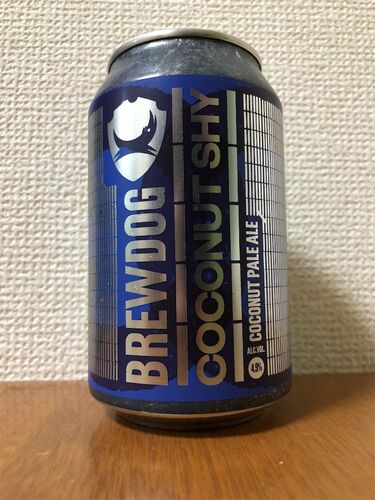 BREWDOG
COCONUT SHY
COCONUT PALE ALE
ALC.VOL.
4.5%